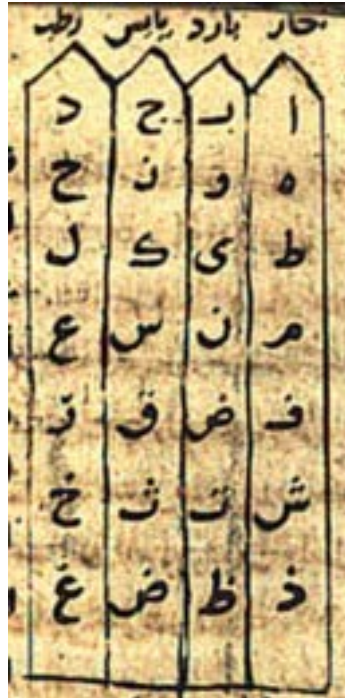 حار بارد يابس رطب
ا ب ج د
ه و ز ح
ط ى ك ل
م ن س ع
ف ض ق ز
ش ت ث خ
ذ ظ ض غ